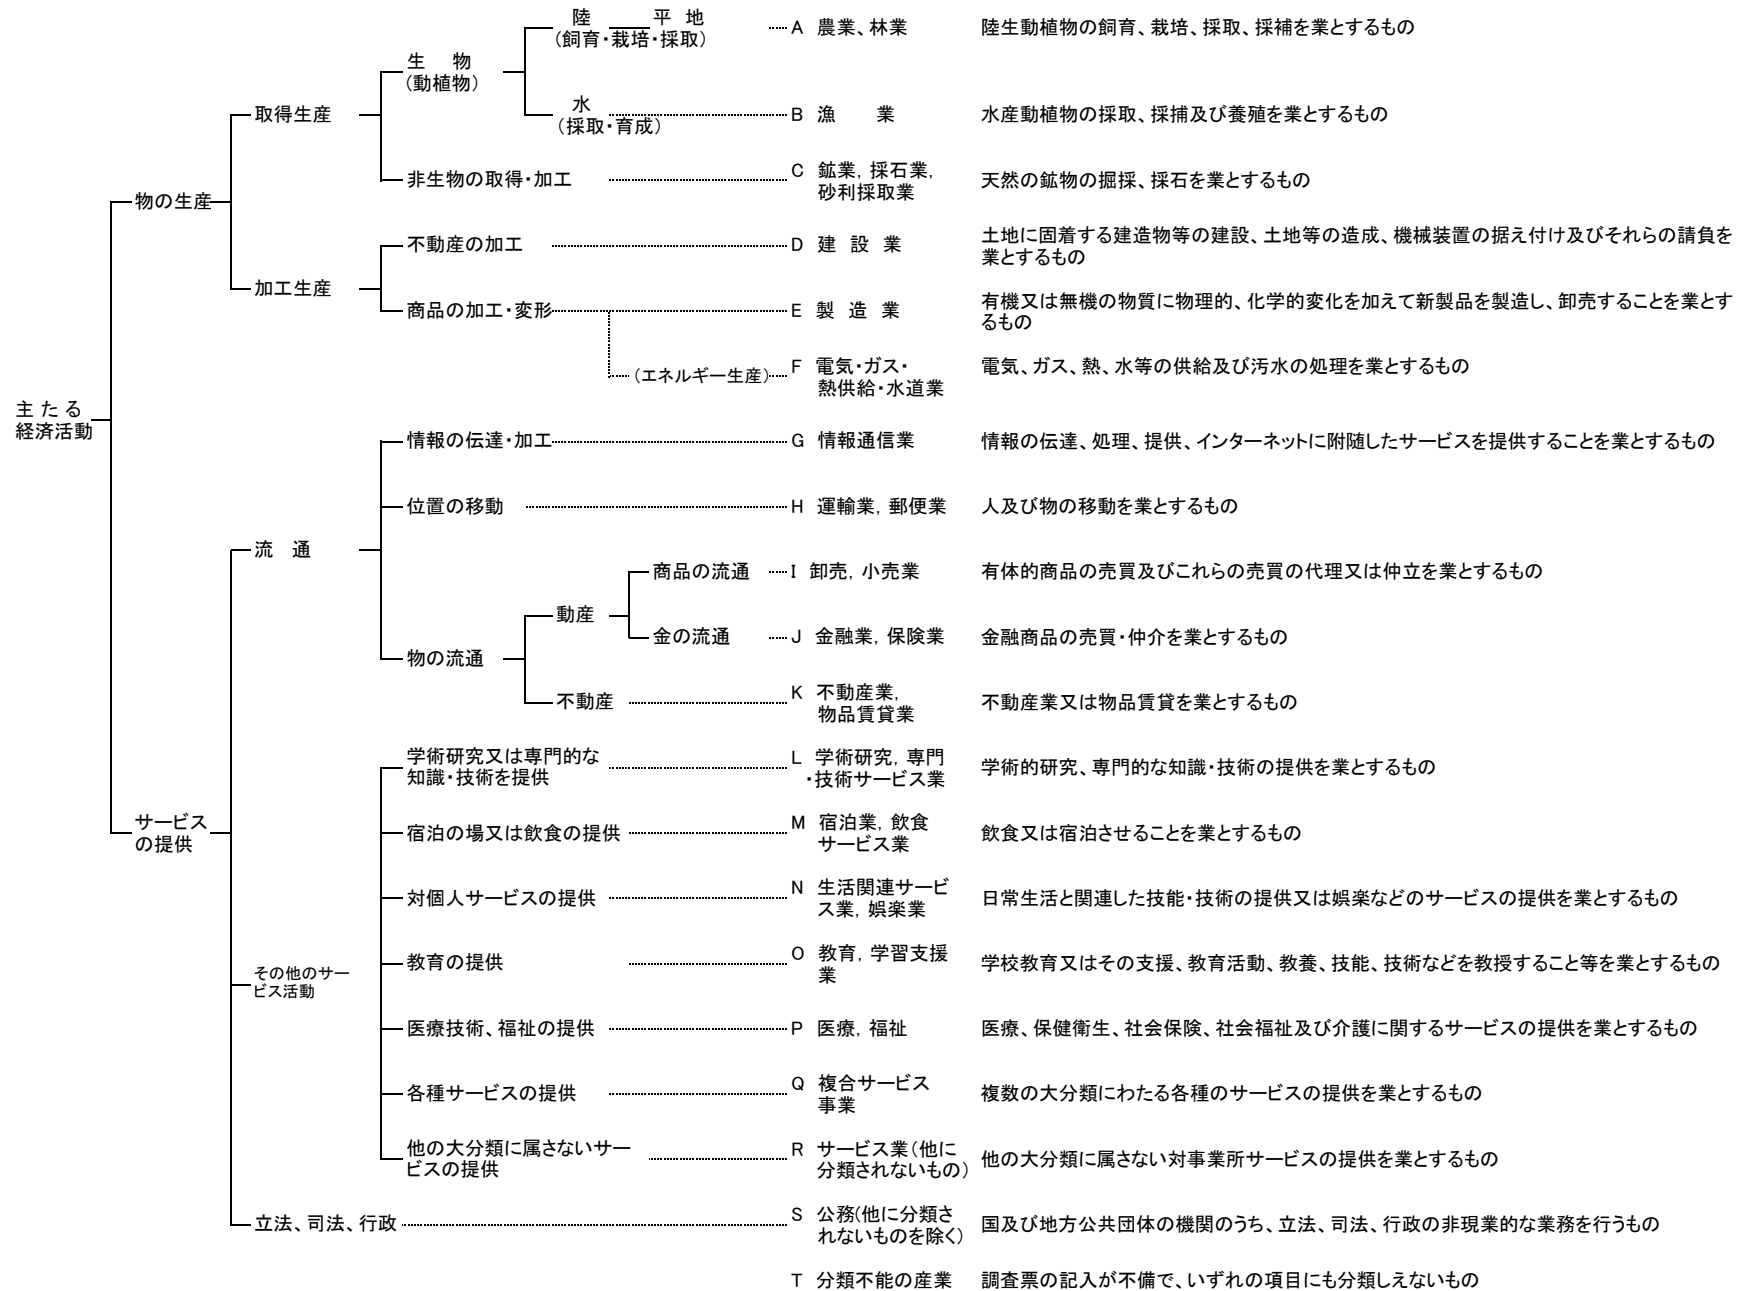 陸 平 地
(飼育・栽培・採取)
A 農業、林業 陸生動植物の飼育、栽培、採取、採補を業とするもの
生 物
(動植物)
水
(採取・育成)
B 漁 業 水産動植物の採取、採捕及び養殖を業とするもの
取得生産
非生物の取得・加工
C 鉱業, 採石業,
砂利採取業
天然の鉱物の掘採、採石を業とするもの
物の生産
不動産の加工
D 建 設 業
土地に固着する建造物等の建設、土地等の造成、機械装置の据え付け及びそれらの請負を
業とするもの
加工生産
商品の加工・変形
E 製 造 業
有機又は無機の物質に物理的、化学的変化を加えて新製品を製造し、卸売することを業とす
るもの
(エネルギー生産)
F 電気・ガス・
熱供給・水道業
電気、ガス、熱、水等の供給及び汚水の処理を業とするもの
主たる
経済活動
情報の伝達・加工
G 情報通信業 情報の伝達、処理、提供、インターネットに附随したサービスを提供することを業とするもの
位置の移動
H 運輸業, 郵便業 人及び物の移動を業とするもの
流 通
商品の流通
I 卸売, 小売業 有体的商品の売買及びこれらの売買の代理又は仲立を業とするもの
動産
金の流通
J 金融業, 保険業 金融商品の売買・仲介を業とするもの
物の流通
不動産
K 不動産業,
物品賃貸業
不動産業又は物品賃貸を業とするもの
学術研究又は専門的な
知識・技術を提供
L 学術研究, 専門
・技術サービス業
学術的研究、専門的な知識・技術の提供を業とするもの
サービス
の提供
宿泊の場又は飲食の提供
M 宿泊業, 飲食
サービス業
飲食又は宿泊させることを業とするもの
対個人サービスの提供
N 生活関連サービ
ス業, 娯楽業
日常生活と関連した技能・技術の提供又は娯楽などのサービスの提供を業とするもの
教育の提供
O 教育, 学習支援
業
学校教育又はその支援、教育活動、教養、技能、技術などを教授すること等を業とするもの
その他のサー
ビス活動
医療技術、福祉の提供
P 医療, 福祉 医療、保健衛生、社会保険、社会福祉及び介護に関するサービスの提供を業とするもの
各種サービスの提供
Q 複合サービス
事業
複数の大分類にわたる各種のサービスの提供を業とするもの
他の大分類に属さないサー
ビスの提供
R サービス業(他に
分類されないもの)
他の大分類に属さない対事業所サービスの提供を業とするもの
立法、司法、行政
S 公務(他に分類さ
れないものを除く)
国及び地方公共団体の機関のうち、立法、司法、行政の非現業的な業務を行うもの
T 分類不能の産業 調査票の記入が不備で、いずれの項目にも分類しえないもの